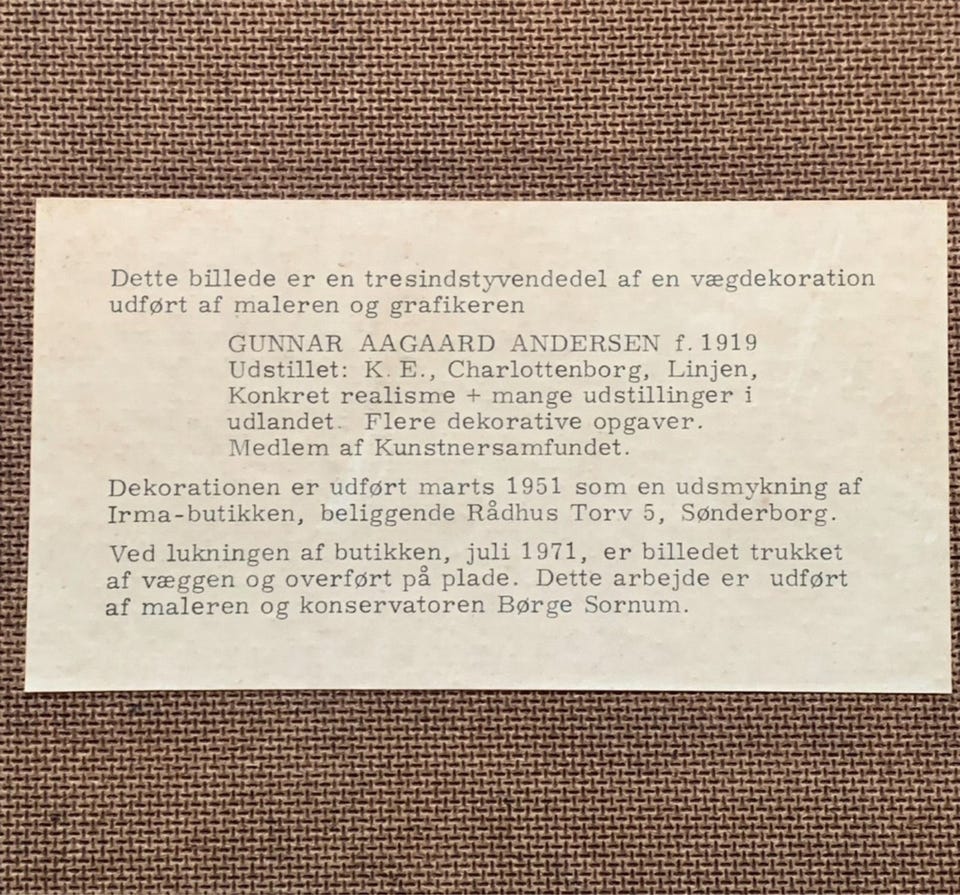 Dette billede er en tresindstyvendedel af en vægdekoration
udført af maleren og grafikeren
GUNNAR AAGAARD ANDERSEN f. 1919
Udstillet: K. E., Charlottenborg, Linjen,
Konkret realisme + mange udstillinger i
udlandet. Flere dekorative opgaver.
Medlem af Kunstnersamfundet.
Dekorationen er udført marts 1951 som en udsmykning af
Irma-butikken, beliggende Rådhus Torv 5, Sønderborg.
Ved lukningen af butikken, juli 1971, er billedet trukket
af væggen og overført på plade. Dette arbejde er udført
af maleren og konservatoren Børge Sornum.